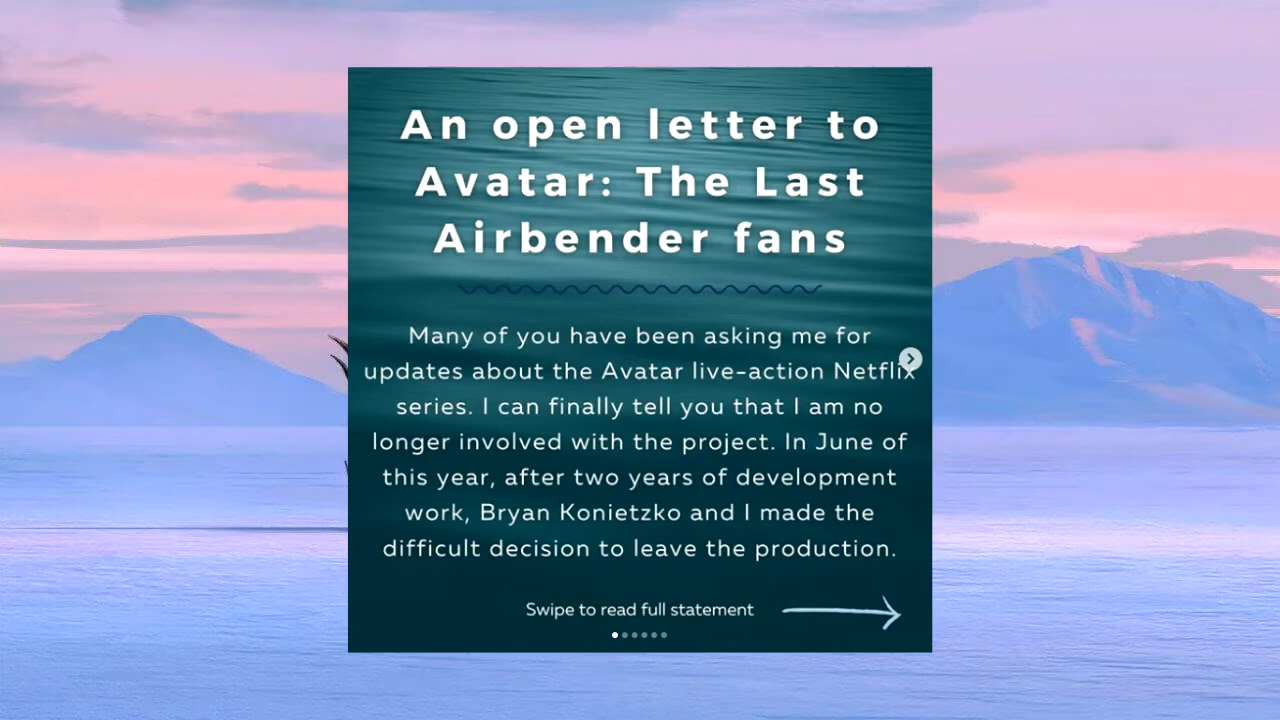 An open letter to
Avatar: The Last
Airbender fans
Many of you have been asking me for
updates about the Avatar live-action Netflix
series. I can finally tell you that I am no
longer involved with the project. In June of
this year, after two years of development
work, Bryan Konietzko and I made the
difficult decision to leave the production.
Swipe to read full statement